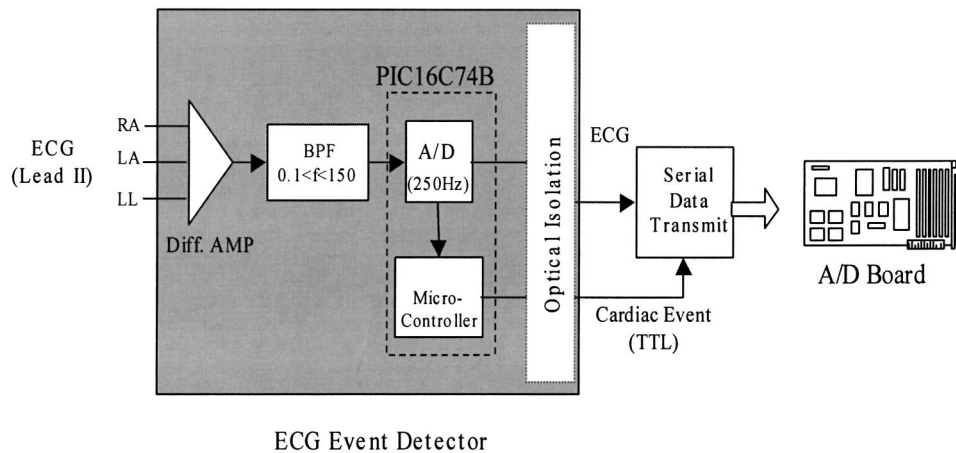 PIC16C74B
RA
LA
LL
ECG
(Lead II)
Diff. AMP
BPF
0.1<f<150
A/D
(250Hz)
Micro-
Controller
Optical Isolation
ECG
Serial
Data
Transmit
Cardiac Event
(TTL)
A/D Board
ECG Event Detector